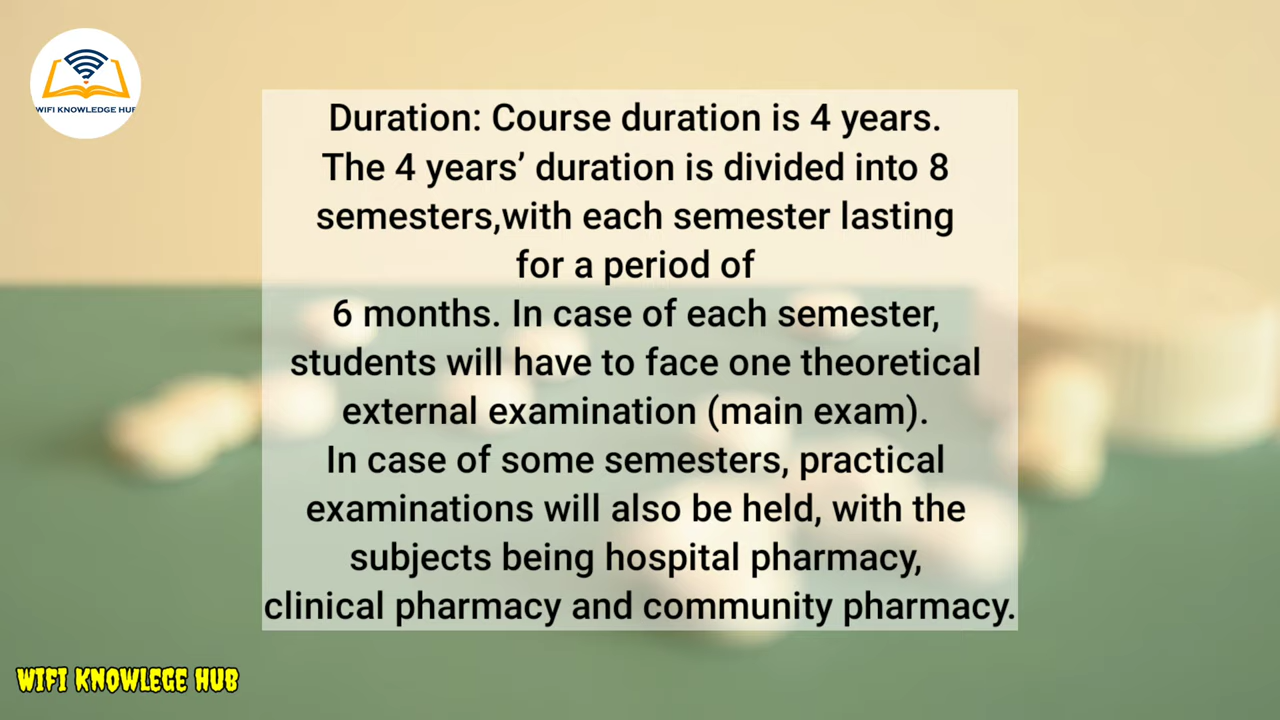 WIFI KNOWLEDGE HUB
Duration: Course duration is 4 years.
The 4 years’ duration is divided into 8
semesters,with each semester lasting
for a period of
6 months. In case of each semester,
students will have to face one theoretical
external examination (main exam).
In case of some semesters, practical
examinations will also be held, with the
subjects being hospital pharmacy,
clinical pharmacy and community pharmacy.
WIFI KNOWLEGE HUB